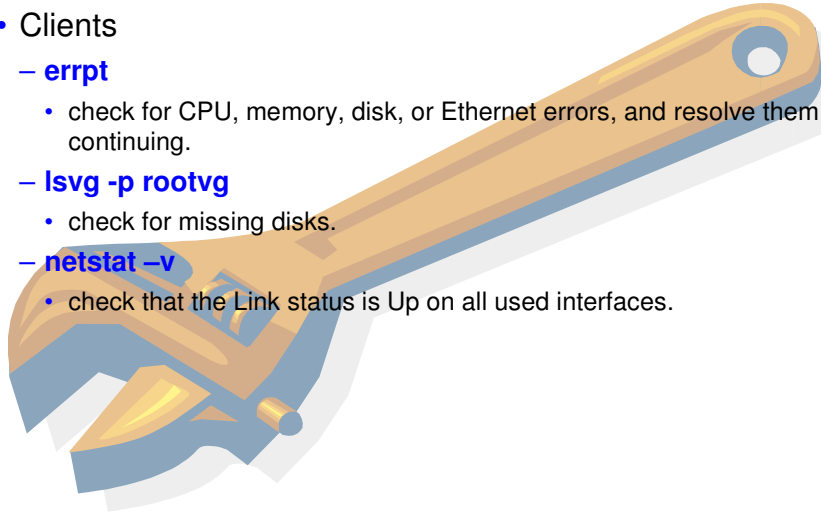 • Clients
– errpt
• check for CPU, memory, disk, or Ethernet errors, and resolve them
continuing.
– lsvg -p rootvg
• check for missing disks.
– netstat –v
• check that the Link status is Up on all used interfaces.